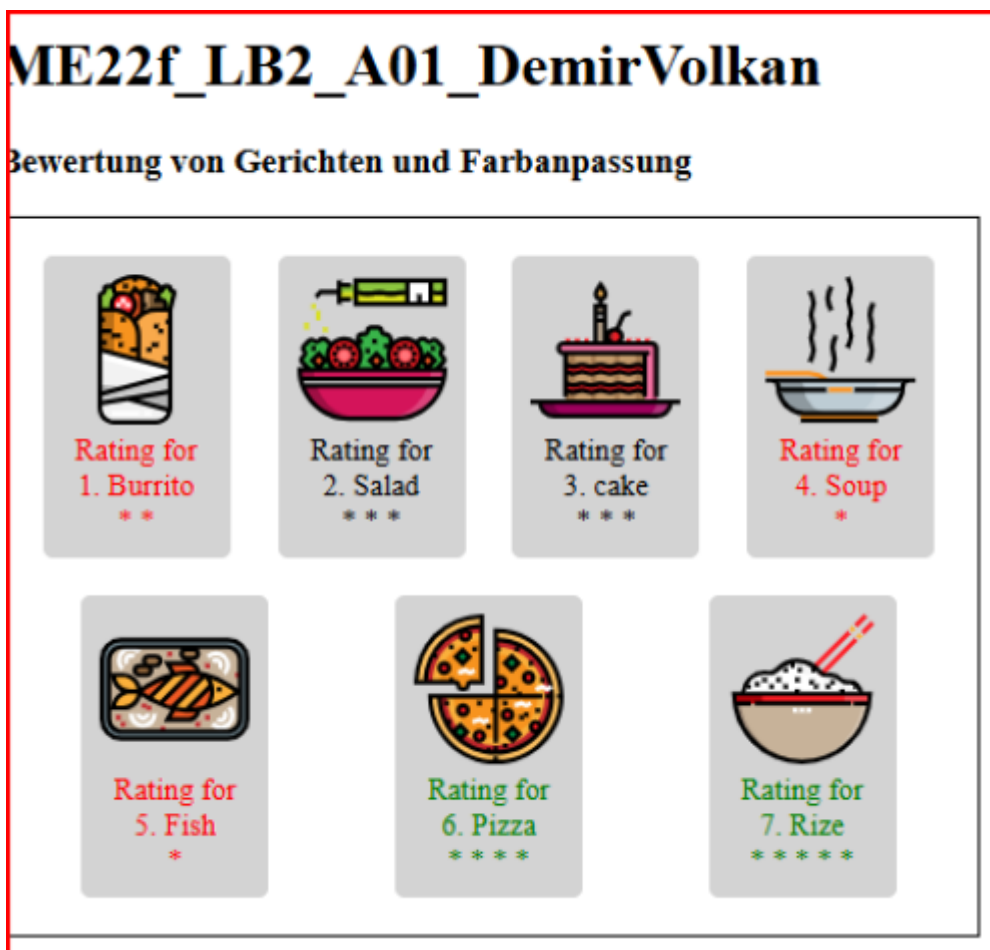 ME22f_LB2_A01_DemirVolkan
Bewertung von Gerichten und Farbanpassung
Rating for
1. Burrito
* *
Rating for
2. Salad
* * *
Rating for
3. cake
* * *
Rating for
4. Soup
*
Rating for
5. Fish
*
Rating for
6. Pizza
* * * *
Rating for
7. Rize
* * * * *